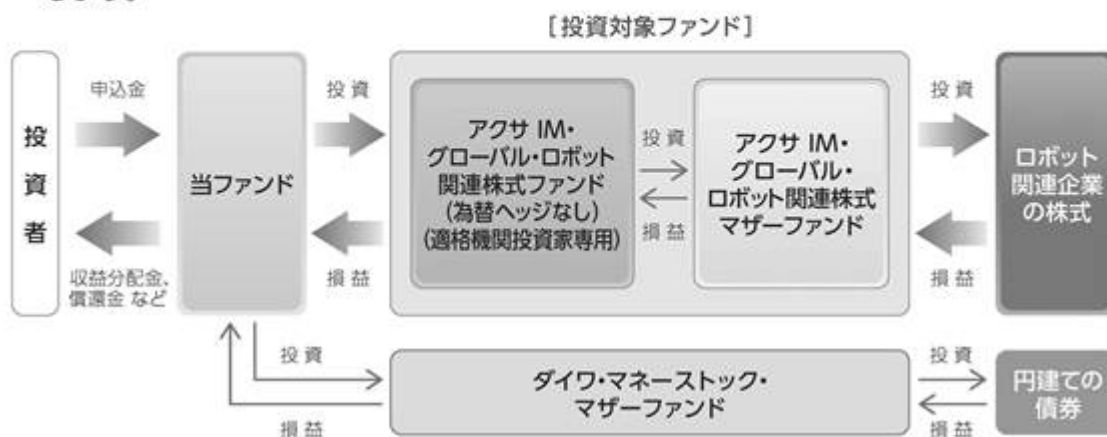 [投資対象ファンド]
投資者
申込金
収益分配金、
償還金 など
当ファンド
投資
損益
アクサ IM・
グローバル・ロボット
関連株式ファンド
(為替ヘッジなし)
(適格機関投資家専用)
投資
損益
アクサ IM・
グローバル・
ロボット関連株式
マザーファンド
投資
損益
ロボット
関連企業
の株式
投資
損益
ダイワ・マネーストック・
マザーファンド
投資
損益
円建ての
債券